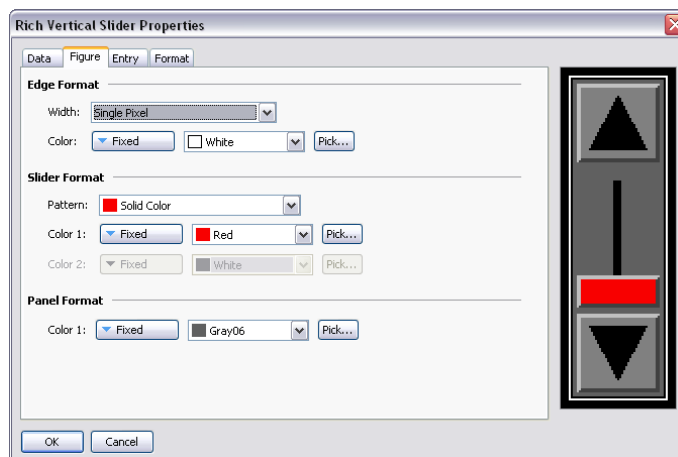 Rich Vertical Slider Properties
Data Figure Entry Format
Edge Format
Width: Single Pixel
Color: Fixed White Pick...
Slider Format
Pattern: Solid Color
Color 1: Fixed Red Pick...
Color 2: Fixed White Pick...
Panel Format
Color 1: Fixed Gray06 Pick...
OK Cancel